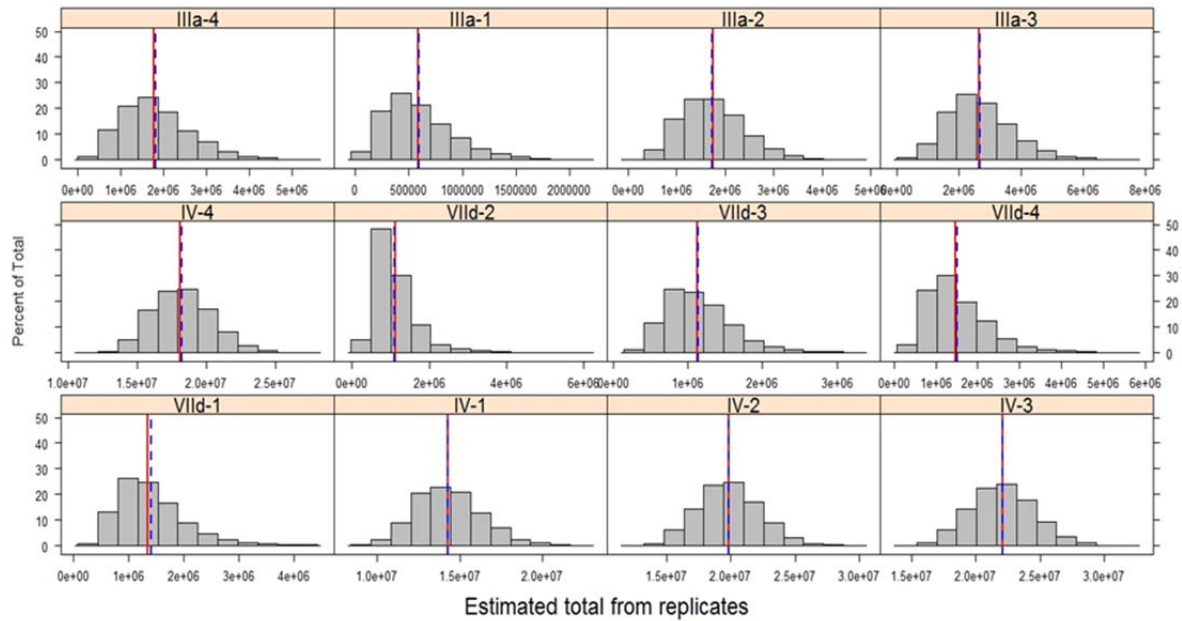 IIIa-4 IIIa-1 IIIa-2 IIIa-3
50
40
30
20
10
0
0e+00 1e+06 2e+06 3e+06 4e+06 5e+06 0 500000 1000000 1500000 2000000 0e+00 1e+06 2e+06 3e+06 4e+06 5e+06 0e+00 2e+06 4e+06 6e+06 8e+06
IV-4 VIId-2 VIId-3 VIId-4
Percent of Total
50
40
30
20
10
0
1.0e+07 1.5e+07 2.0e+07 2.5e+07 0e+00 2e+06 4e+06 6e+06 0e+00 1e+06 2e+06 3e+06 0e+00 1e+06 2e+06 3e+06 4e+06 5e+06 6e+06
VIId-1 IV-1 IV-2 IV-3
50
40
30
20
10
0
0e+00 1e+06 2e+06 3e+06 4e+06 1.0e+07 1.5e+07 2.0e+07 1.5e+07 2.0e+07 2.5e+07 3.0e+07 1.5e+07 2.0e+07 2.5e+07 3.0e+07
Estimated total from replicates